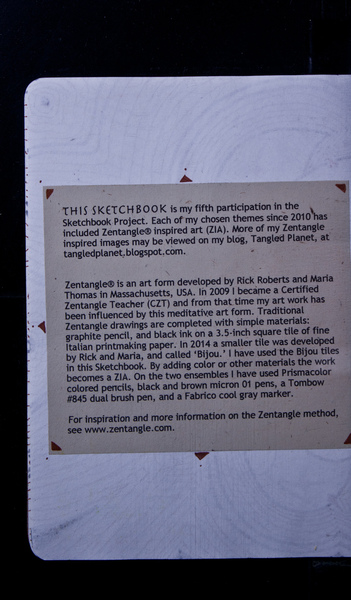 THIS SKETCHBOOK is my fifth participation in the
Sketchbook Project. Each of my chosen themes since 2010 has
included Zentangle® inspired art (ZIA). More of my Zentangle
inspired images may be viewed on my blog, Tangled Planet, at
tangledplanet.blogspot.com.
Zentangle® is an art form developed by Rick Roberts and Maria
Thomas in Massachusetts, USA. In 2009 I became a Certified
Zentangle Teacher (CZT) and from that time my art work has
been influenced by this meditative art form. Traditional
Zentangle drawings are completed with simple materials:
graphite pencil, and black ink on a 3.5-inch square tile of fine
Italian printmaking paper. In 2014 a smaller tile was developed
by Rick and Maria, and called 'Bijou.' I have used the Bijou tiles
in this Sketchbook. By adding color or other materials the work
becomes a ZIA. On the two ensembles I have used Prismacolor
colored pencils, black and brown micron 01 pens, a Tombow
#845 dual brush pen, and a Fabrico cool gray marker.
For inspiration and more information on the Zentangle method,
see www.zentangle.com.